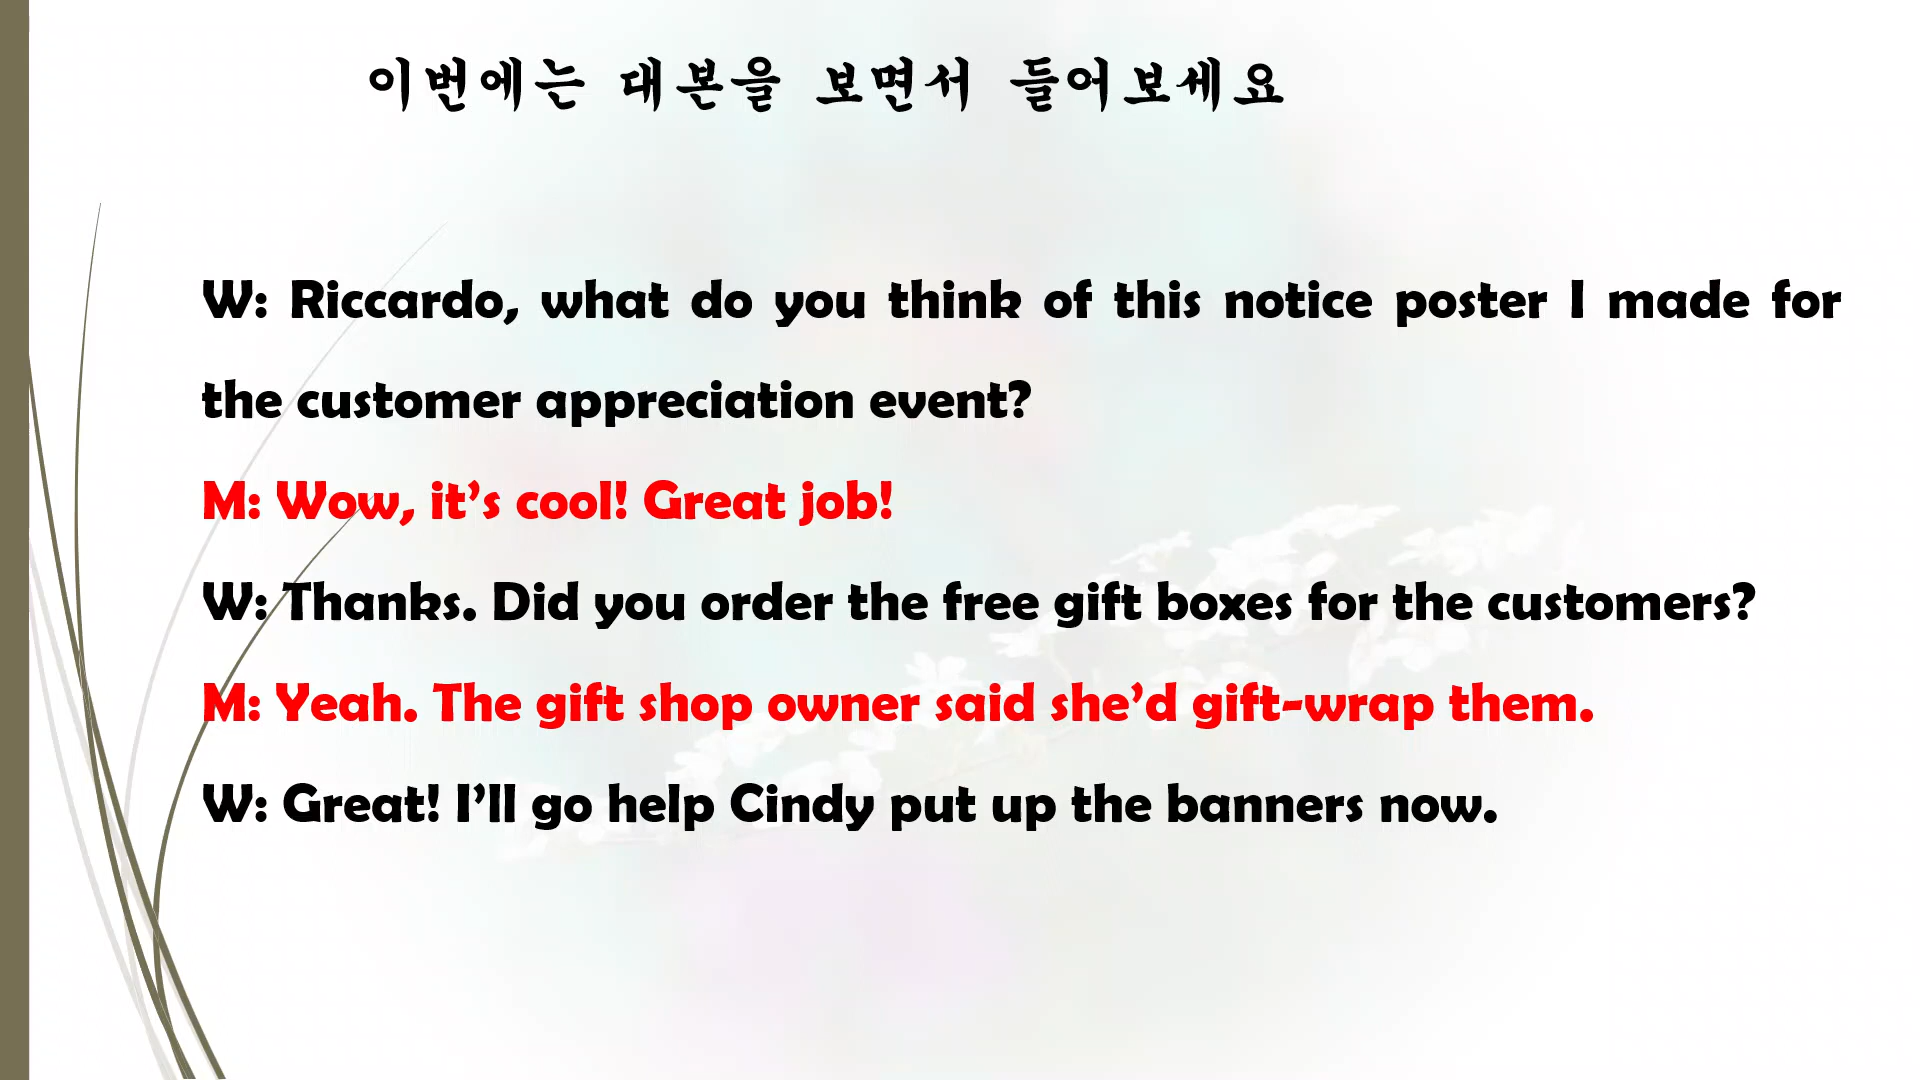 이번에는 대본을 보면서 들어보세요
W: Riccardo, what do you think of this notice poster I made for
the customer appreciation event?
M: Wow, it’s cool! Great job!
W: Thanks. Did you order the free gift boxes for the customers?
M: Yeah. The gift shop owner said she’d gift-wrap them.
W: Great! I’ll go help Cindy put up the banners now.